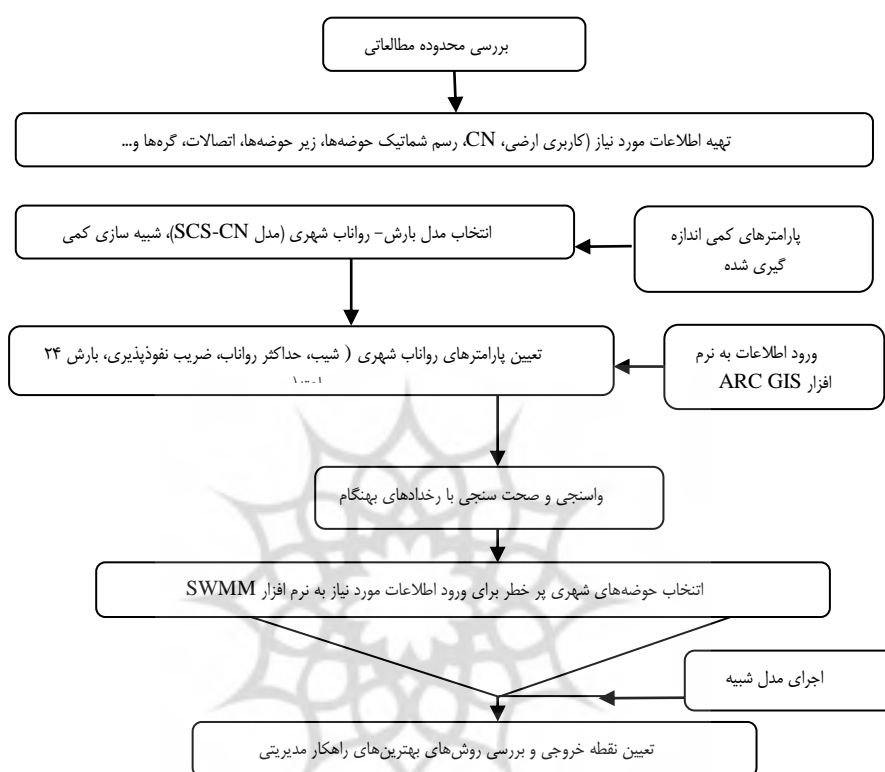 بررسی محدوده مطالعاتی
تهیه اطلاعات مورد نیاز (کاربری ارضی، CN، رسم شماتیک حوضه‌ها، زیر حوضه‌ها، اتصالات، گره‌ها و...
انتخاب مدل بارش– رواناب شهری (مدل SCS-CN)، شبیه سازی کمی
پارامترهای کمی اندازه
گیری شده
تعیین پارامترهای رواناب شهری ( شیب، حداکثر رواناب، ضریب نفوذپذیری، بارش ۲۴
ورود اطلاعات به نرم
افزار ARC GIS
واسنجی و صحت سنجی با رخدادهای بهنگام
اتنخاب حوضه‌های شهری پر خطر برای ورود اطلاعات مورد نیاز به نرم افزار SWMM
اجرای مدل شبیه
تعیین نقطه خروجی و بررسی روش‌های بهترین‌های راهکار مدیریتی